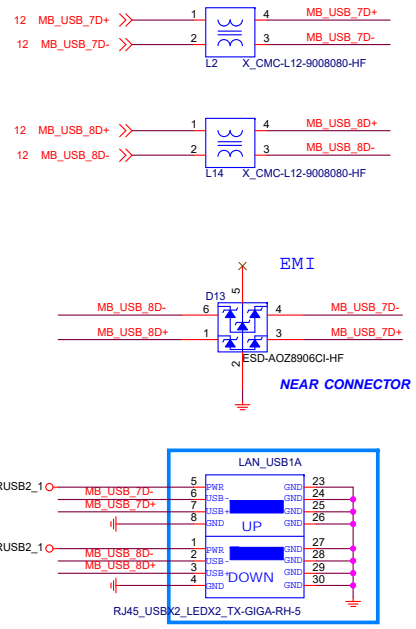 1 4 MB_USB_7D+
12 MB_USB_7D+
12 MB_USB_7D- 2 3 MB_USB_7D-
L2 X_CMC-L12-9008080-HF
12 MB_USB_8D+ 1 4 MB_USB_8D+
12 MB_USB_8D- 2 3 MB_USB_8D-
L14 X_CMC-L12-9008080-HF
EMI
5
D13
MB_USB_8D- 6 4 MB_USB_7D-
MB_USB_8D+ 1 3 MB_USB_7D+
2 ESD-AOZ8906CI-HF
NEAR CONNECTOR
LAN_USB1A
RUSB2_1 5 PWR GND 23
MB_USB_7D- 6 USB- GND 24
MB_USB_7D+ 7 USB+ GND 25
8 GND UP GND 26
RUSB2_1 1 PWR GND 27
MB_USB_8D- 2 USB- GND 28
MB_USB_8D+ 3 USB+ DOWN GND 29
4 GND GND 30
RJ45_USBX2_LEDX2_TX-GIGA-RH-5